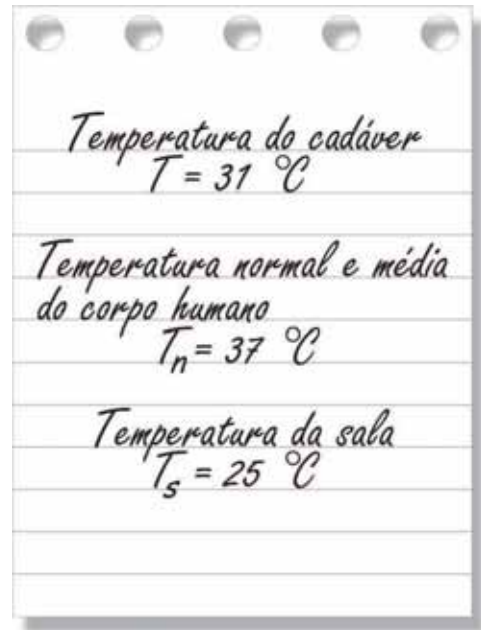 Temperatura do cadáver
T = 31 °C
Temperatura normal e média
do corpo humano
Tn = 37 °C
Temperatura da sala
Ts = 25 °C